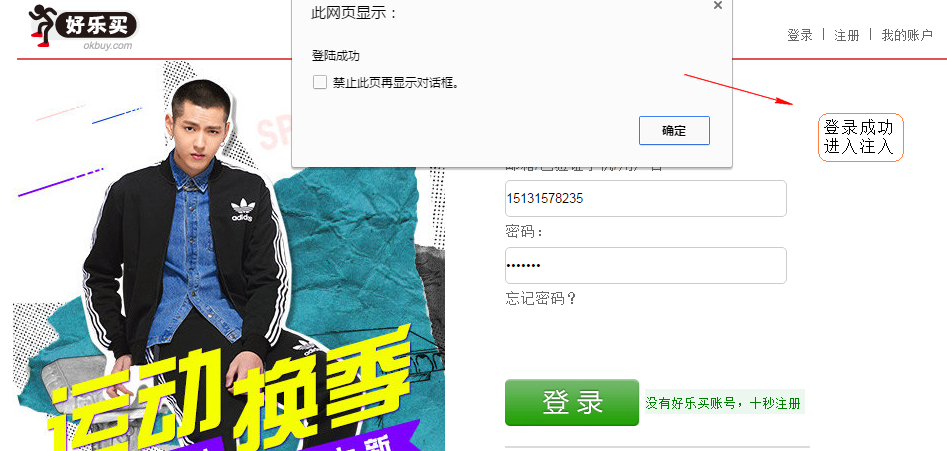 好乐买
okbuy.com
此网页显示：
×
登录 | 注册 | 我的账户
登陆成功
禁止此页再显示对话框。
确定
登录成功
进入注入
15131578235
密码：
•••••••
忘记密码？
登录
没有好乐买账号，十秒注册
adidas
运动换季